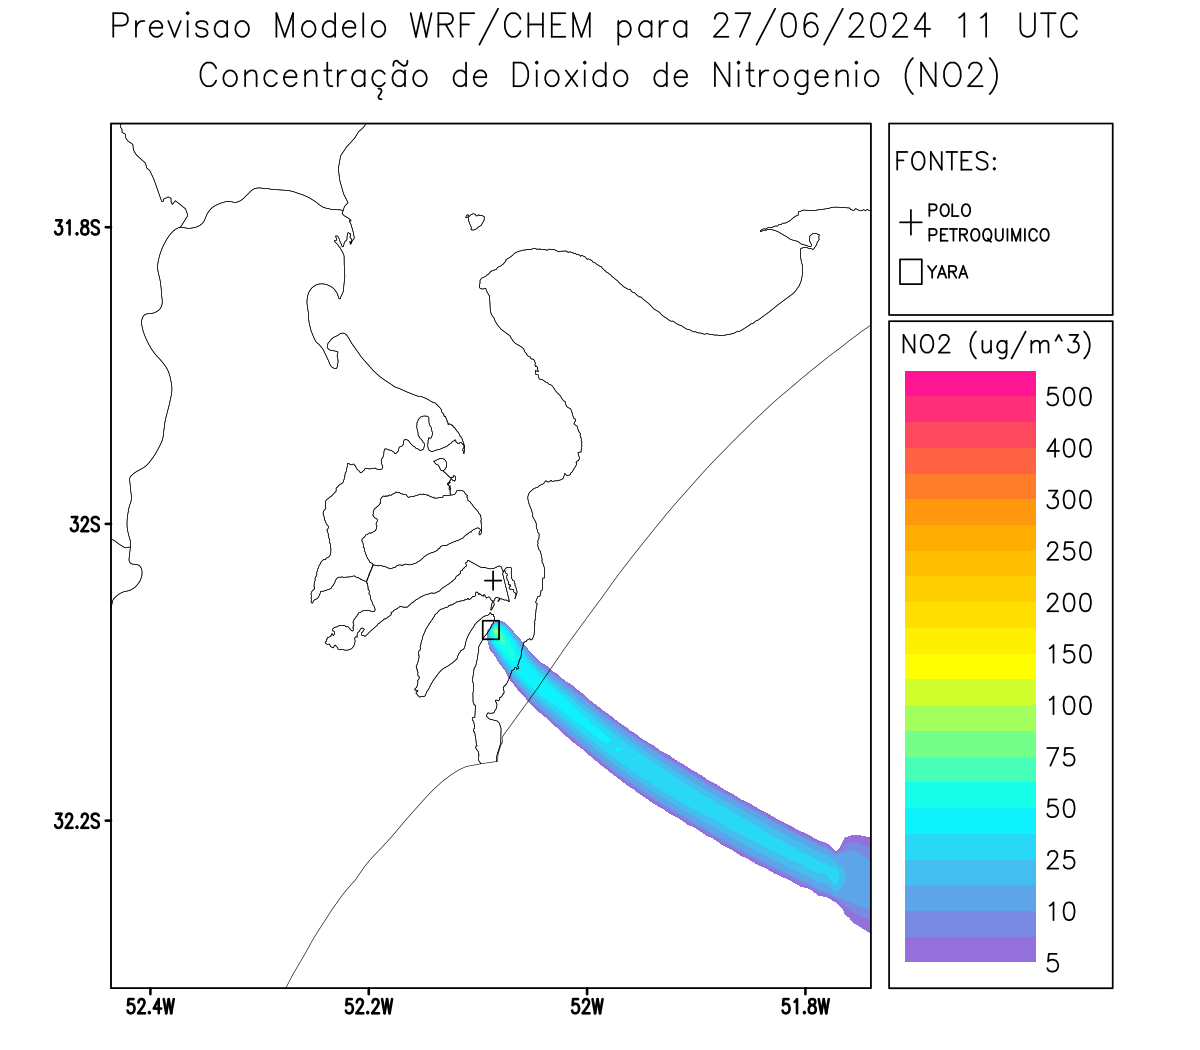 Previsao Modelo WRF/CHEM para 27/06/2024 11 UTC
Concentração de Dioxido de Nitrogenio (NO2)
FONTES:
POLO
PETROQUIMICO
YARA
NO2 (ug/m^3)
500
400
300
250
200
150
100
75
50
25
10
5
31.8S
32S
32.2S
52.4W
52.2W
52W
51.8W